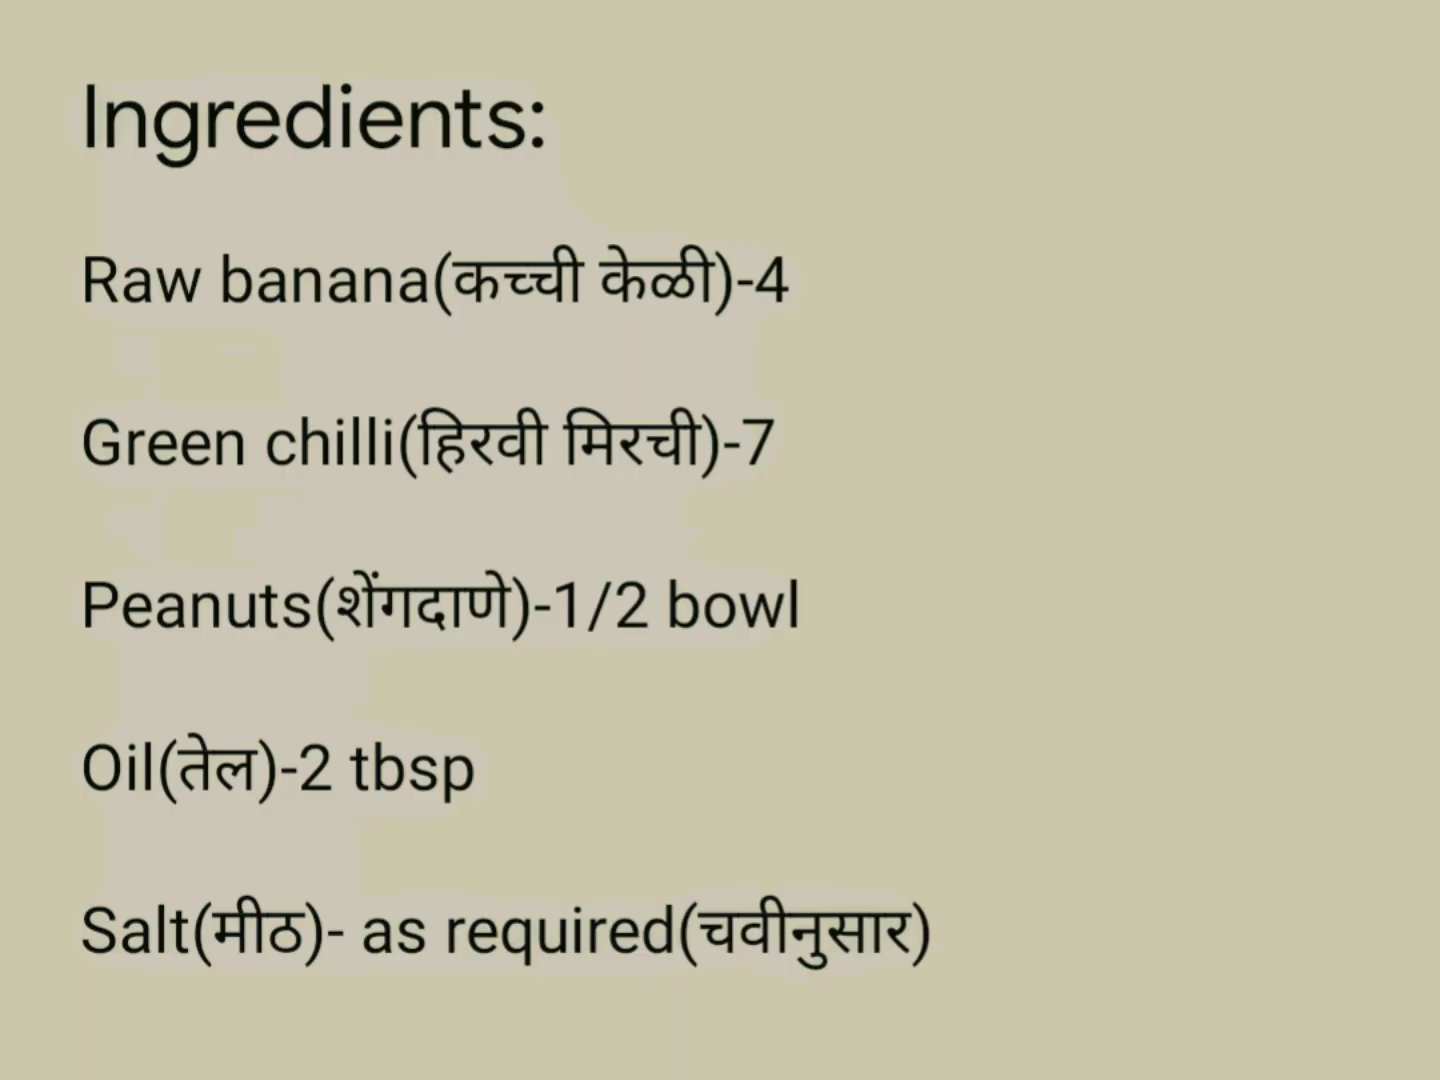 Ingredients:
Raw banana(कच्ची केळी)-4
Green chilli(हिरवी मिरची)-7
Peanuts(शेंगदाणे)-1/2 bowl
Oil(तेल)-2 tbsp
Salt(मीठ)- as required(चवीनुसार)